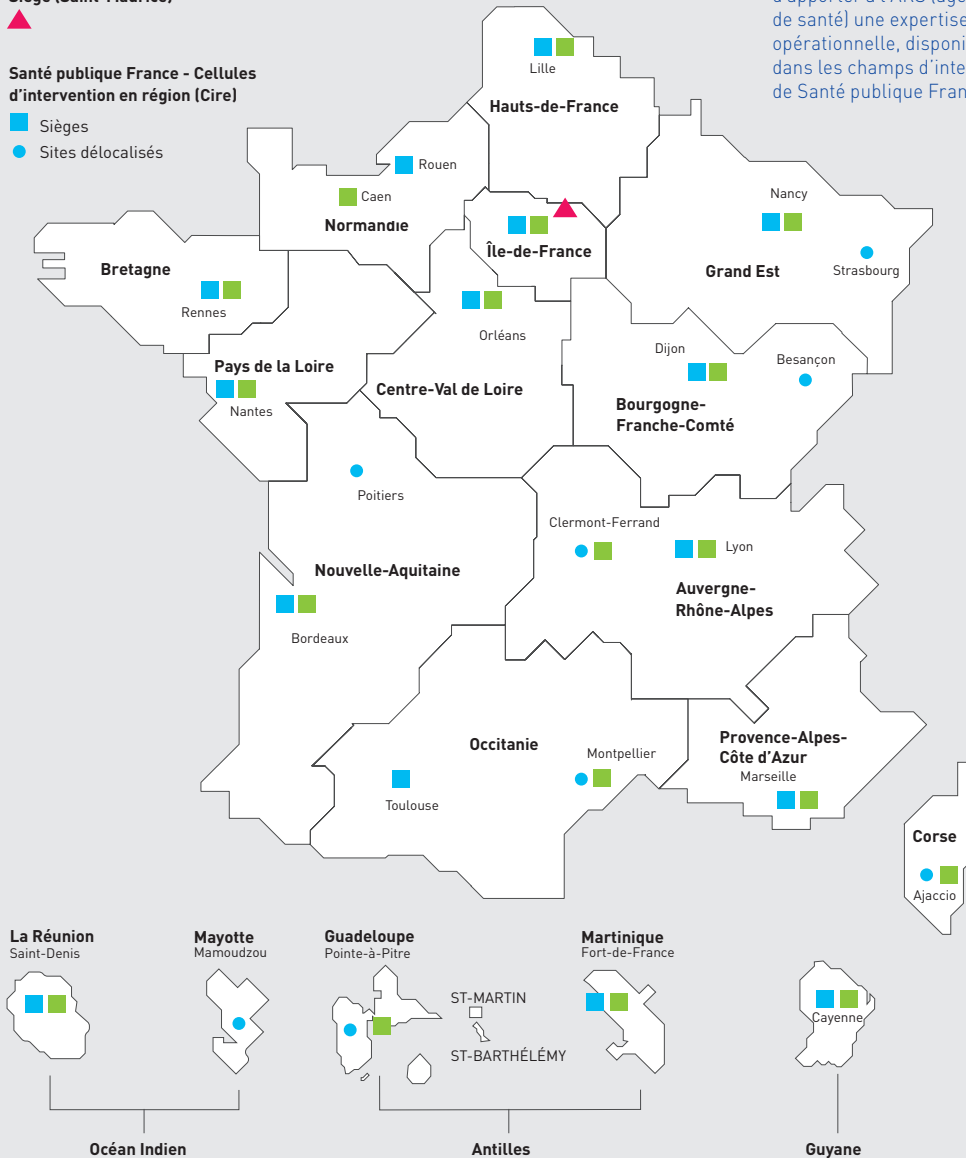 Siège (Saint-Maurice)
Santé publique France - Cellules
d'intervention en région (Cire)
Sièges
Sites délocalisés
de santé) une expertise
opérationnelle, disponi
dans les champs d'inte
de Santé publique Fran
Lille
Hauts-de-France
Rouen
Caen
Normandie
Nancy
Île-de-France
Bretagne
Grand Est
Strasbourg
Rennes
Orléans
Pays de la Loire
Dijon
Besançon
Centre-Val de Loire
Nantes
Bourgogne-
Franche-Comté
Poitiers
Clermont-Ferrand
Lyon
Nouvelle-Aquitaine
Auvergne-
Rhône-Alpes
Bordeaux
Occitanie
Montpellier
Provence-Alpes-
Côte d'Azur
Marseille
Toulouse
Corse
Ajaccio
La Réunion
Saint-Denis
Mayotte
Mamoudzou
Guadeloupe
Pointe-à-Pitre
Martinique
Fort-de-France
ST-MARTIN
ST-BARTHÉLÉMY
Cayenne
Océan Indien
Antilles
Guyane